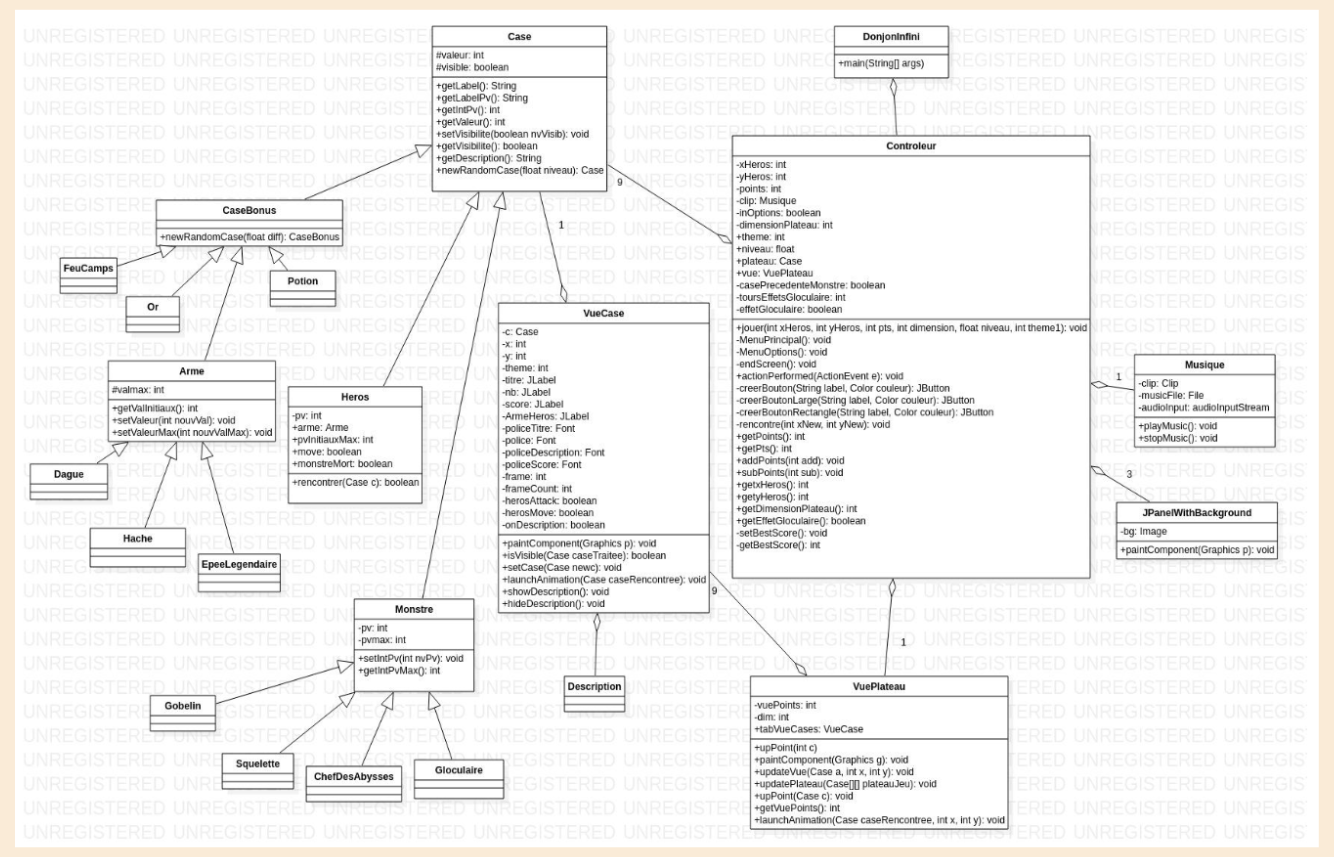 UNREGISTERED UNREGISTERED UNREGISTERED
Case
#valeur: int
#visible: boolean
+getLabel(): String
+getLabelPv(): String
+getIntPv(): int
+getValeur(): int
+setVisibilite(boolean nvVisib): void
+getVisibilite(): boolean
+getDescription(): String
+newRandomCase(float niveau): Case
DonjonInfini
+main(String[] args)
Controleur
-xHeros: int
-yHeros: int
-points: int
-clip: Musique
-inOptions: boolean
-dimensionPlateau: int
+theme: int
+niveau: float
+plateau: Case
+vue: VuePlateau
-casePrecedenteMonstre: boolean
-toursEffetsGloculaire: int
-effetGloculaire: boolean
+jouer(int xHeros, int yHeros, int pts, int dimension, float niveau, int theme1): void
-MenuPrincipal(): void
-MenuOptions(): void
-endScreen(): void
+actionPerformed(ActionEvent e): void
-creerBouton(String label, Color couleur): JButton
-creerBoutonLarge(String label, Color couleur): JButton
-creerBoutonRectangle(String label, Color couleur): JButton
-rencontre(int xNew, int yNew): void
+getPoints(): int
+getPts(): int
+addPoints(int add): void
+subPoints(int sub): void
+getxHeros(): int
+getyHeros(): int
+getDimensionPlateau(): int
+getEffetGloculaire(): boolean
-setBestScore(): void
-getBestScore(): int
9
1
CaseBonus
+newRandomCase(float diff): CaseBonus
FeuCamps
Or
Potion
Arme
#valmax: int
+getValInitiaux(): int
+setValeur(int nouvVal): void
+setValeurMax(int nouvValMax): void
Dague
Hache
EpeeLegendaire
Heros
-pv: int
+arme: Arme
+pvInitiauxMax: int
+move: boolean
+monstreMort: boolean
+rencontrer(Case c): boolean
VueCase
-c: Case
-x: int
-y: int
-theme: int
-titre: JLabel
-nb: JLabel
-score: JLabel
-ArmeHeros: JLabel
-policeTitre: Font
-police: Font
-policeDescription: Font
-policeScore: Font
-frame: int
-frameCount: int
-herosAttack: boolean
-herosMove: boolean
-onDescription: boolean
+paintComponent(Graphics p): void
+isVisible(Case caseTraitee): boolean
+setCase(Case newc): void
+launchAnimation(Case caseRencontree): void
+showDescription(): void
+hideDescription(): void
9
1
Musique
-clip: Clip
-musicFile: File
-audioInput: audioInputStream
+playMusic(): void
+stopMusic(): void
3
JPanelWithBackground
-bg: Image
+paintComponent(Graphics p): void
Monstre
-pv: int
-pvmax: int
+setIntPv(int nvPv): void
+getIntPvMax(): int
Gobelin
Squelette
ChefDesAbysses
Gloculaire
Description
1
VuePlateau
-vuePoints: int
-dim: int
+tabVueCases: VueCase
+upPoint(int c)
+paintComponent(Graphics g): void
+updateVue(Case a, int x, int y): void
+updatePlateau(Case[][] plateauJeu): void
+upPoint(Case c): void
+getVuePoints(): int
+launchAnimation(Case caseRencontree, int x, int y): void